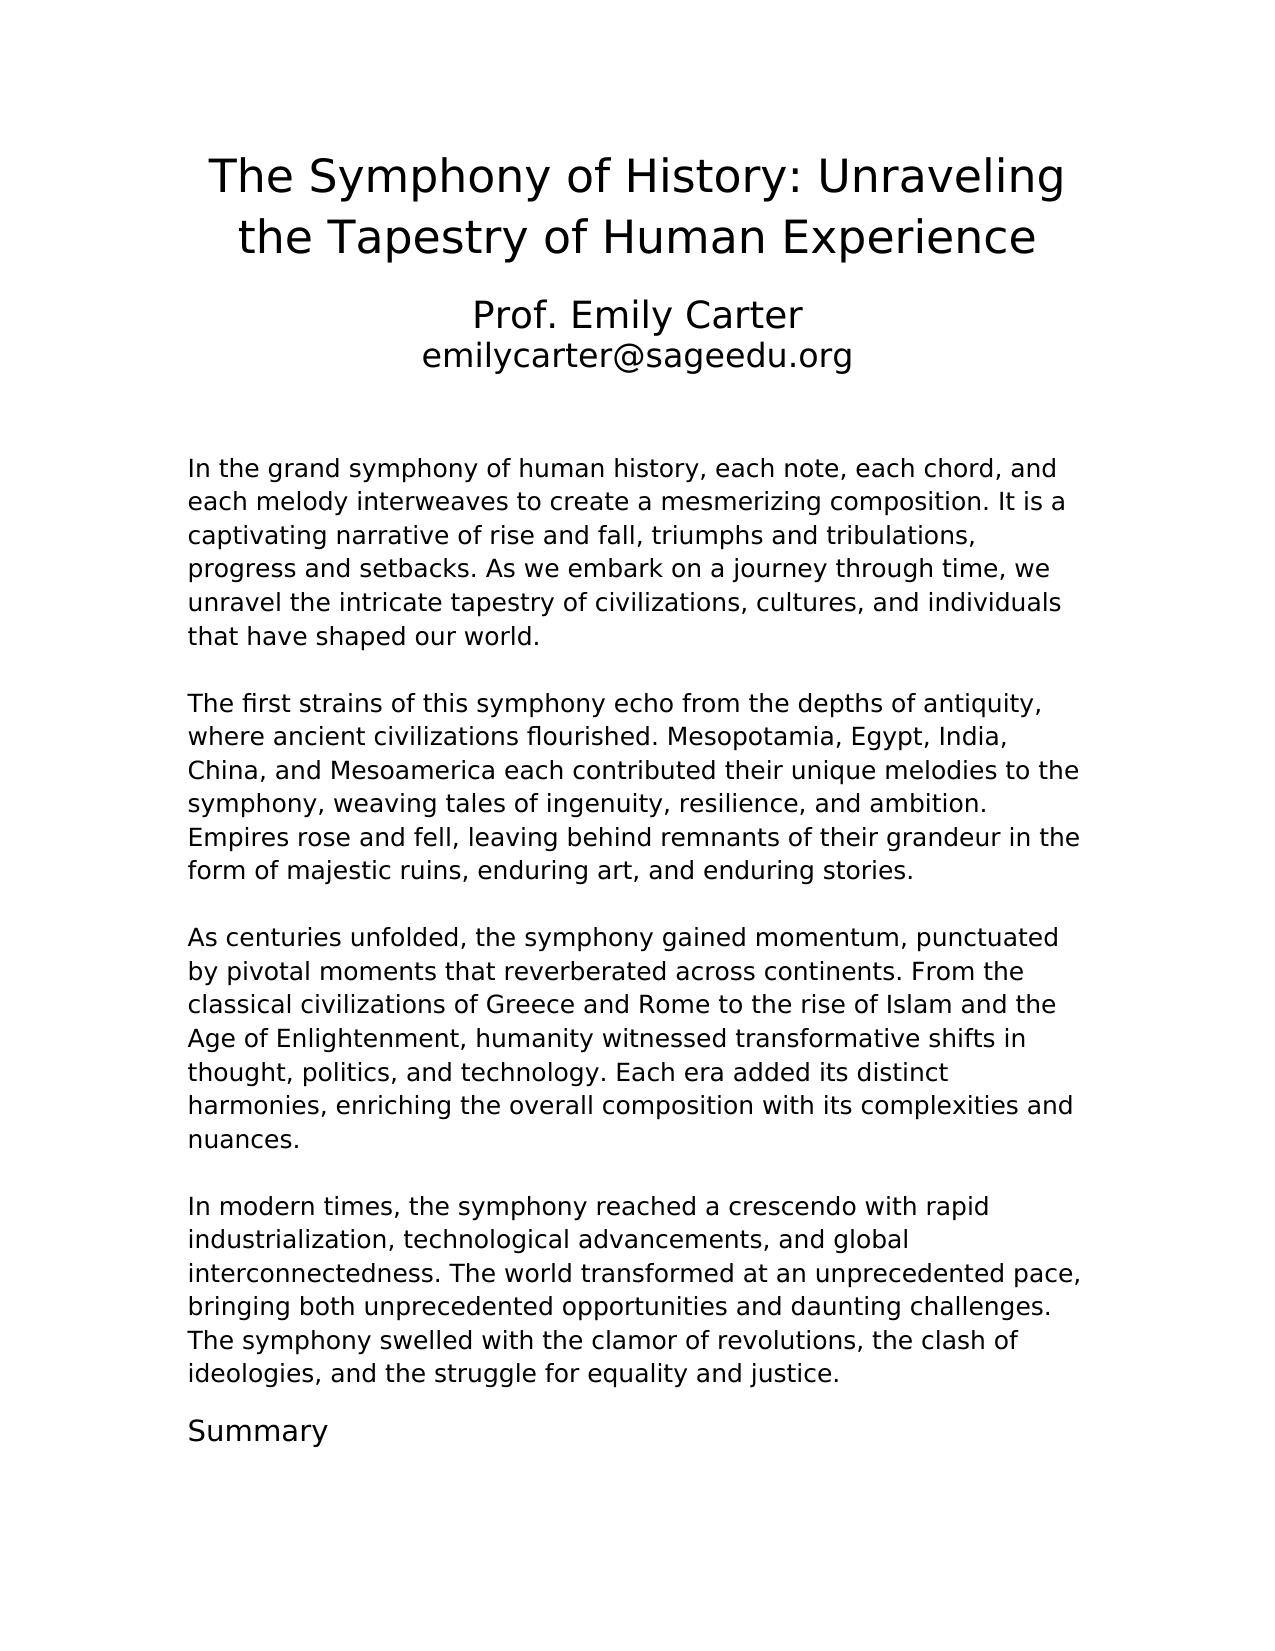 The Symphony of History: Unraveling
the Tapestry of Human Experience
Prof. Emily Carter
emilycarter@sageedu.org
In the grand symphony of human history, each note, each chord, and
each melody interweaves to create a mesmerizing composition. It is a
captivating narrative of rise and fall, triumphs and tribulations,
progress and setbacks. As we embark on a journey through time, we
unravel the intricate tapestry of civilizations, cultures, and individuals
that have shaped our world.
The first strains of this symphony echo from the depths of antiquity,
where ancient civilizations flourished. Mesopotamia, Egypt, India,
China, and Mesoamerica each contributed their unique melodies to the
symphony, weaving tales of ingenuity, resilience, and ambition.
Empires rose and fell, leaving behind remnants of their grandeur in the
form of majestic ruins, enduring art, and enduring stories.
As centuries unfolded, the symphony gained momentum, punctuated
by pivotal moments that reverberated across continents. From the
classical civilizations of Greece and Rome to the rise of Islam and the
Age of Enlightenment, humanity witnessed transformative shifts in
thought, politics, and technology. Each era added its distinct
harmonies, enriching the overall composition with its complexities and
nuances.
In modern times, the symphony reached a crescendo with rapid
industrialization, technological advancements, and global
interconnectedness. The world transformed at an unprecedented pace,
bringing both unprecedented opportunities and daunting challenges.
The symphony swelled with the clamor of revolutions, the clash of
ideologies, and the struggle for equality and justice.
Summary